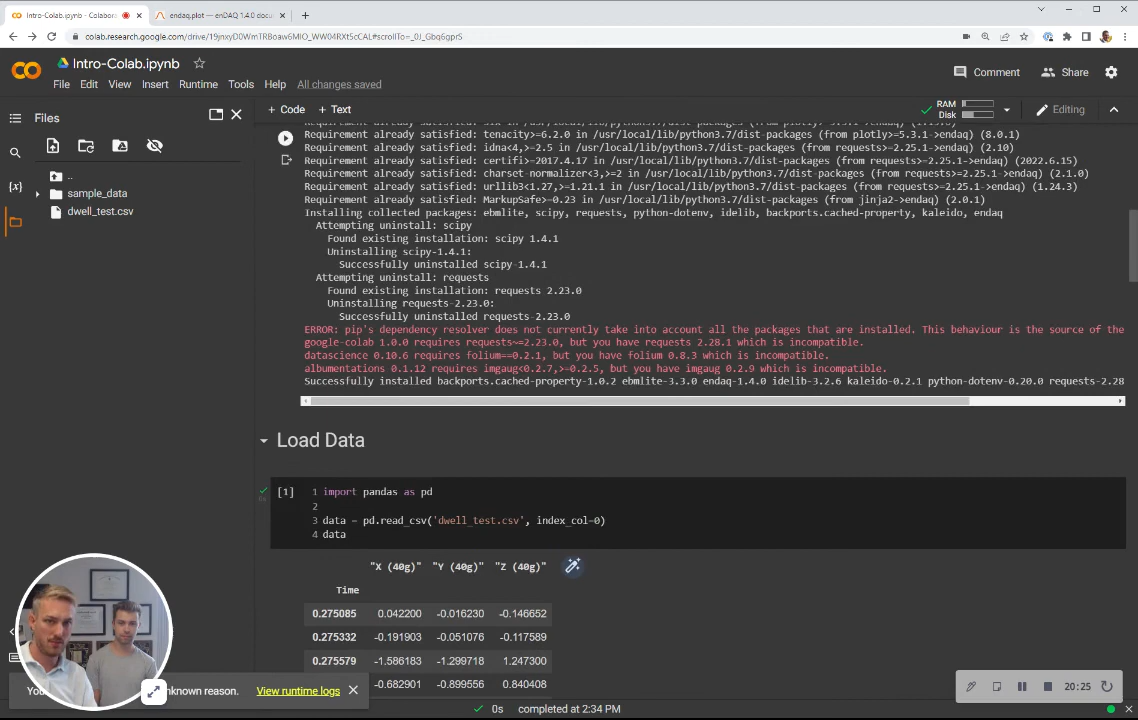 Intro-Colab.ipynb - Colabora
endaq.plot — enDAQ 1.4.0 docu
colab.research.google.com/drive/19jnxyD0WmTRBoaw6MIO_WW04RXt5cCAL#scrollTo=_0J_Gbq6gprS
Intro-Colab.ipynb
File Edit View Insert Runtime Tools Help All changes saved
Comment Share
Files
+ Code + Text
RAM
Disk
Editing
..
sample_data
dwell_test.csv
Requirement already satisfied: tenacity>=6.2.0 in /usr/local/lib/python3.7/dist-packages (from plotly>=5.3.1->endaq) (8.0.1)
Requirement already satisfied: idna<4,>=2.5 in /usr/local/lib/python3.7/dist-packages (from requests>=2.25.1->endaq) (2.10)
Requirement already satisfied: certifi>=2017.4.17 in /usr/local/lib/python3.7/dist-packages (from requests>=2.25.1->endaq) (2022.6.15)
Requirement already satisfied: charset-normalizer<3,>=2 in /usr/local/lib/python3.7/dist-packages (from requests>=2.25.1->endaq) (2.1.0)
Requirement already satisfied: urllib3<1.27,>=1.21.1 in /usr/local/lib/python3.7/dist-packages (from requests>=2.25.1->endaq) (1.24.3)
Requirement already satisfied: MarkupSafe>=0.23 in /usr/local/lib/python3.7/dist-packages (from jinja2->endaq) (2.0.1)
Installing collected packages: ebmlite, scipy, requests, python-dotenv, idelib, backports.cached-property, kaleido, endaq
Attempting uninstall: scipy
Found existing installation: scipy 1.4.1
Uninstalling scipy-1.4.1:
Successfully uninstalled scipy-1.4.1
Attempting uninstall: requests
Found existing installation: requests 2.23.0
Uninstalling requests-2.23.0:
Successfully uninstalled requests-2.23.0
ERROR: pip's dependency resolver does not currently take into account all the packages that are installed. This behaviour is the source of the
google-colab 1.0.0 requires requests~=2.23.0, but you have requests 2.28.1 which is incompatible.
datascience 0.10.6 requires folium==0.2.1, but you have folium 0.8.3 which is incompatible.
albumentations 0.1.12 requires imgaug<0.2.7,>=0.2.5, but you have imgaug 0.2.9 which is incompatible.
Successfully installed backports.cached-property-1.0.2 ebmlite-3.3.0 endaq-1.4.0 idelib-3.2.6 kaleido-0.2.1 python-dotenv-0.20.0 requests-2.28
Load Data
[1] 1 import pandas as pd
2
3 data = pd.read_csv('dwell_test.csv', index_col=0)
4 data
"X (40g)" "Y (40g)" "Z (40g)"
Time
0.275085 0.042200 -0.016230 -0.146652
0.275332 -0.191903 -0.051076 -0.117589
0.275579 -1.586183 -1.299718 1.247300
-0.682901 -0.899556 0.840408
You nknown reason. View runtime logs
20:25
0s completed at 2:34 PM